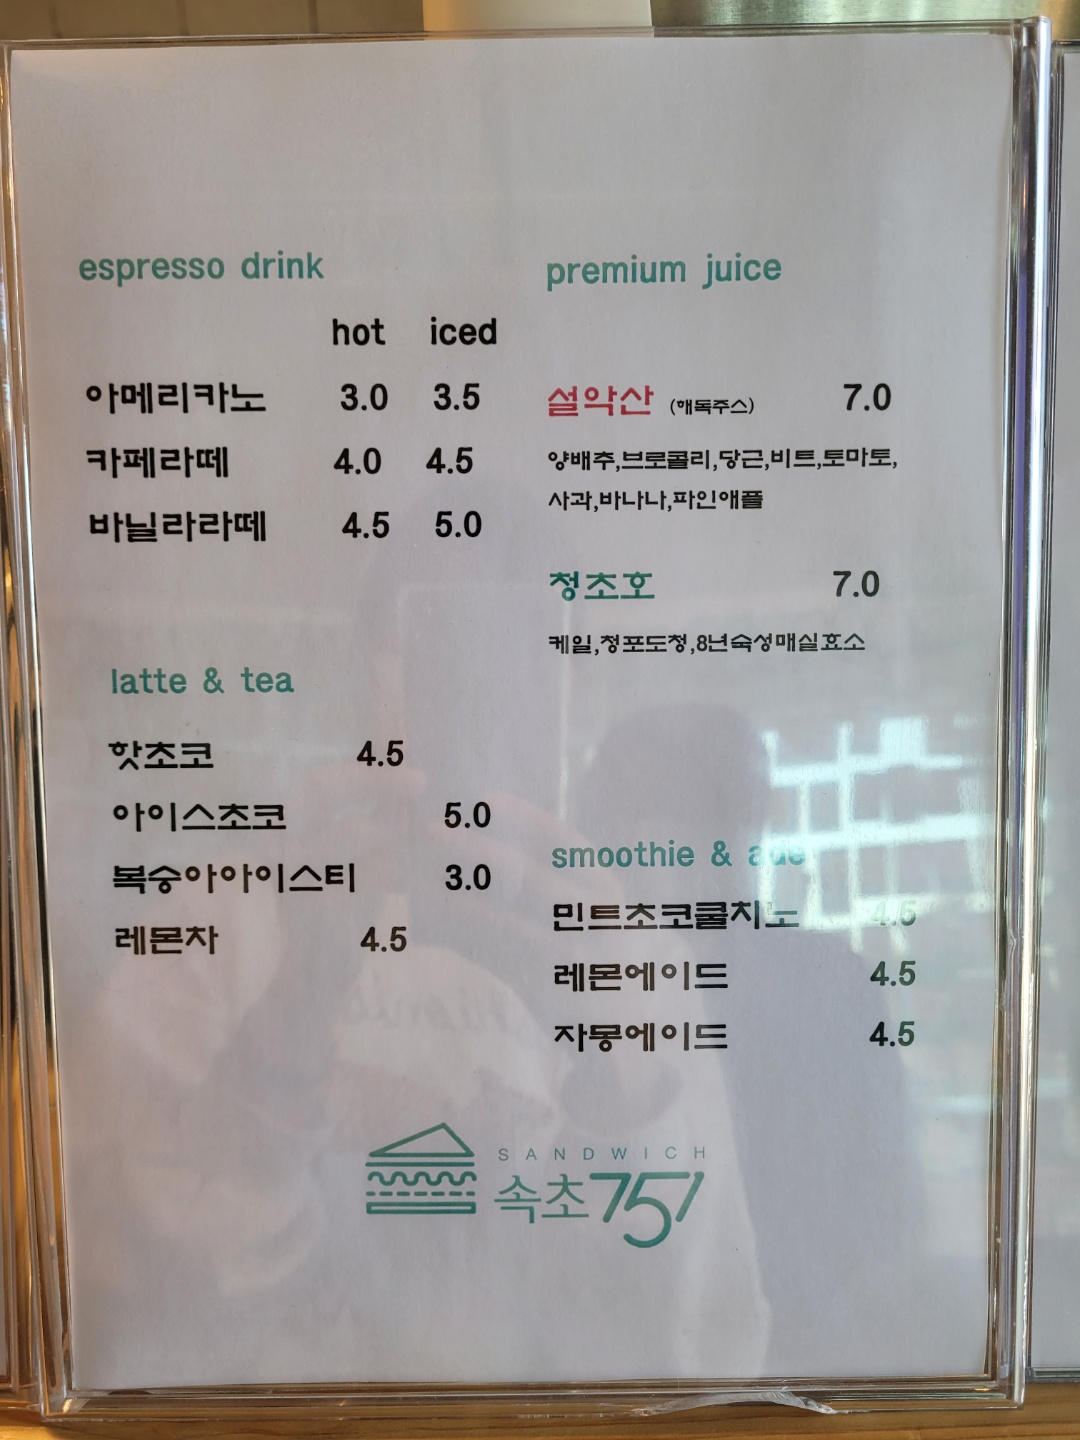 espresso drink
hot iced
아메리카노 3.0 3.5
카페라떼 4.0 4.5
바닐라라떼 4.5 5.0
latte & tea
핫초코 4.5
아이스초코 5.0
복숭아아이스티 3.0
레몬차 4.5
premium juice
설악산 (해독주스) 7.0
양배추,브로콜리,당근,비트,토마토,
사과,바나나,파인애플
청초호 7.0
케일,청포도청,8년숙성매실효소
smoothie & ade
민트초코쿨치노 4.5
레몬에이드 4.5
자몽에이드 4.5
SANDWICH
속초751